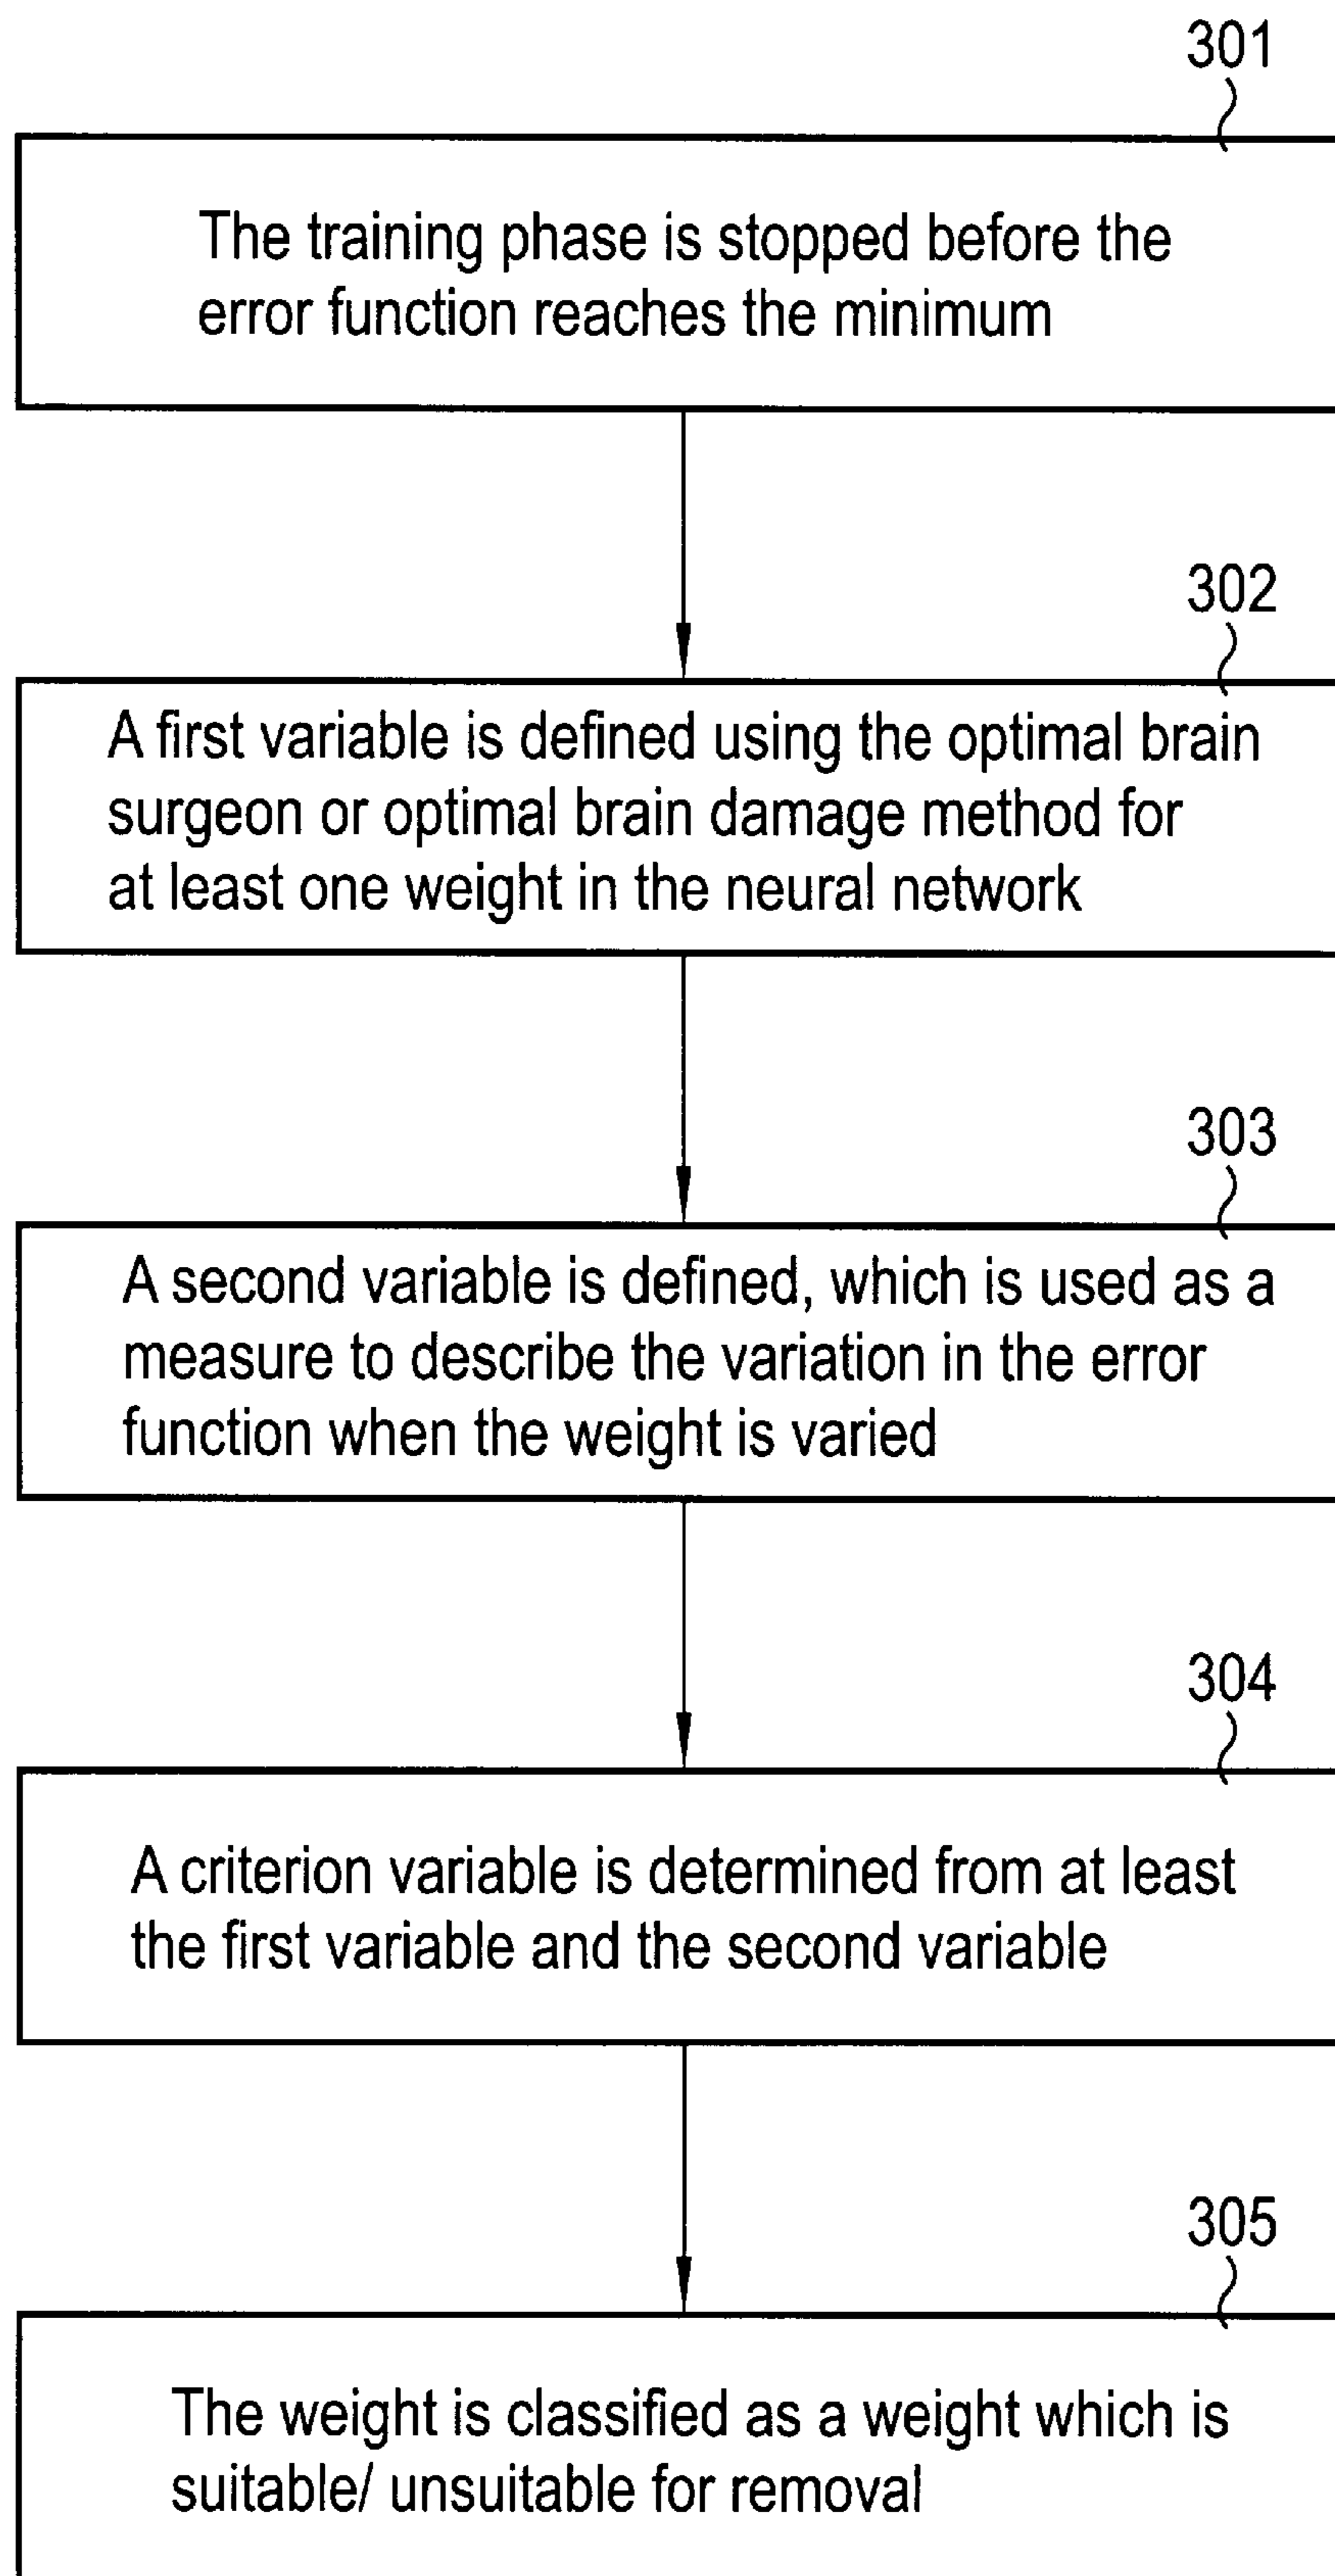 301
The training phase is stopped before the
error function reaches the minimum
302
A first variable is defined using the optimal brain
surgeon or optimal brain damage method for
at least one weight in the neural network
303
A second variable is defined, which is used as a
measure to describe the variation in the error
function when the weight is varied
304
A criterion variable is determined from at least
the first variable and the second variable
305
The weight is classified as a weight which is
suitable/ unsuitable for removal